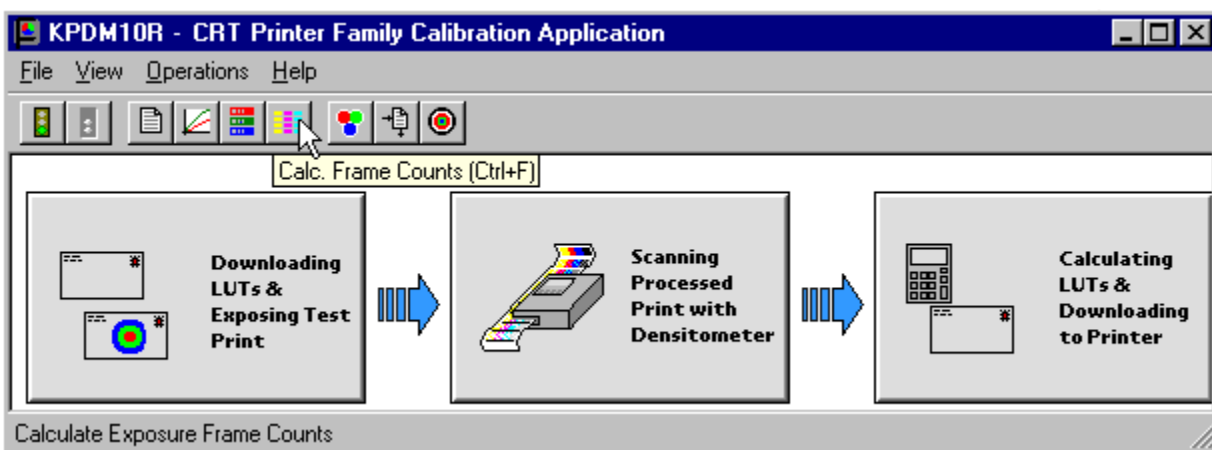 KPDM10R - CRT Printer Family Calibration Application
File View Operations Help
Calc. Frame Counts (Ctrl+F)
Downloading
LUTs &
Exposing Test
Print
Scanning
Processed
Print with
Densitometer
Calculating
LUTs &
Downloading
to Printer
Calculate Exposure Frame Counts